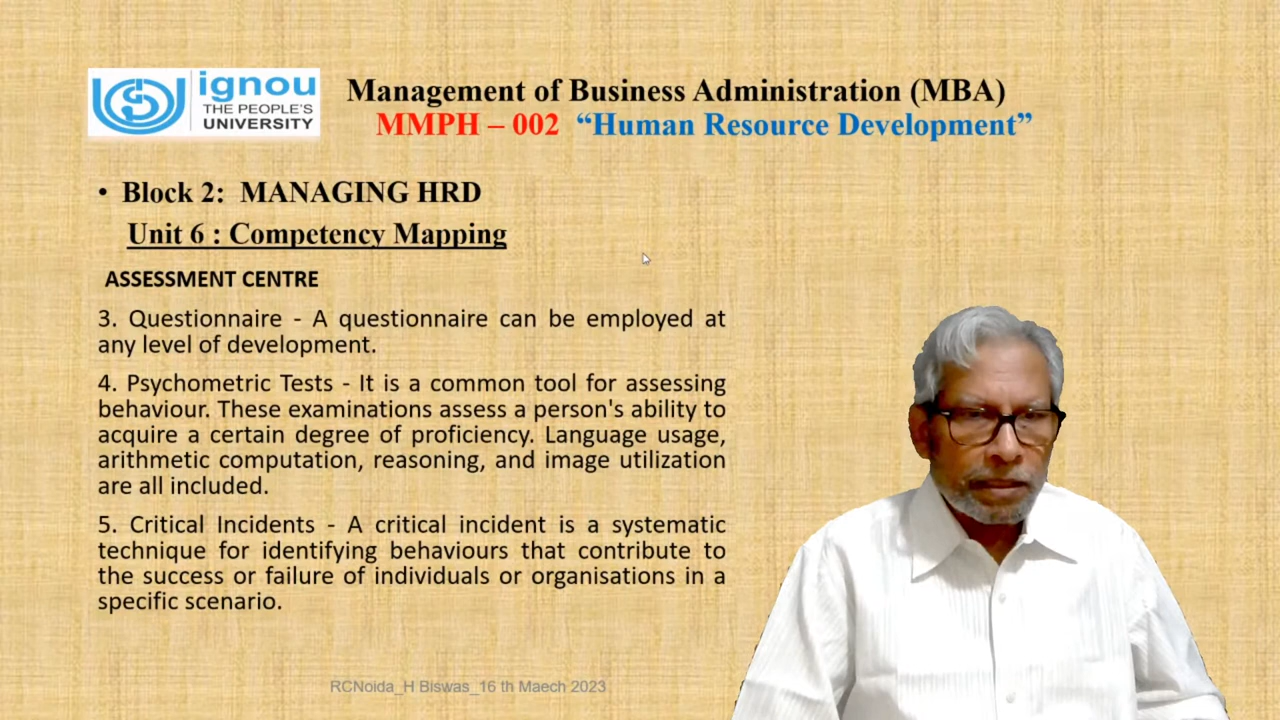 ignou
THE PEOPLE'S
UNIVERSITY
Management of Business Administration (MBA)
MMPH – 002 “Human Resource Development”
• Block 2: MANAGING HRD
Unit 6 : Competency Mapping
ASSESSMENT CENTRE
3. Questionnaire - A questionnaire can be employed at
any level of development.
4. Psychometric Tests - It is a common tool for assessing
behaviour. These examinations assess a person's ability to
acquire a certain degree of proficiency. Language usage,
arithmetic computation, reasoning, and image utilization
are all included.
5. Critical Incidents - A critical incident is a systematic
technique for identifying behaviours that contribute to
the success or failure of individuals or organisations in a
specific scenario.
RCNoida_H Biswas_16 th Maech 2023